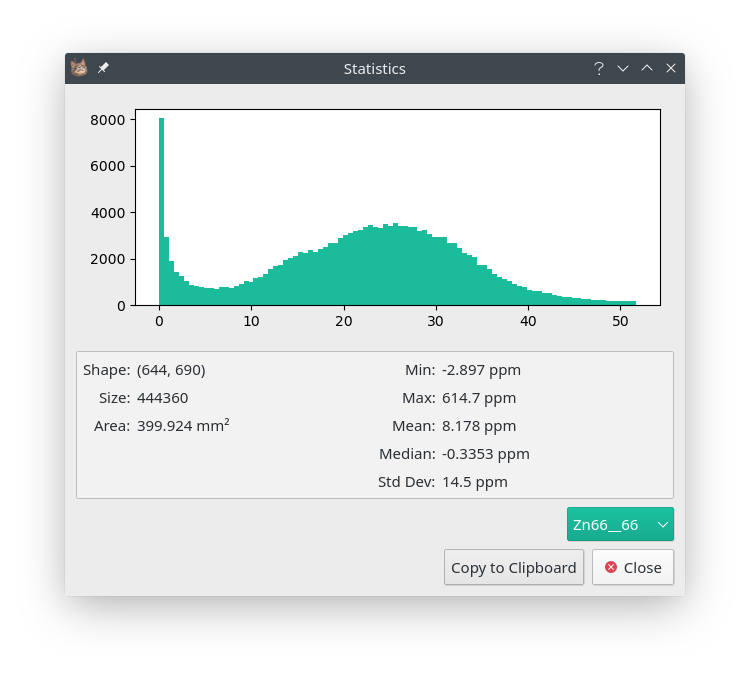 Statistics
8000
6000
4000
2000
0
0 10 20 30 40 50
Shape: (644, 690)
Size: 444360
Area: 399.924 mm²
Min: -2.897 ppm
Max: 614.7 ppm
Mean: 8.178 ppm
Median: -0.3353 ppm
Std Dev: 14.5 ppm
Zn66__66
Copy to Clipboard
Close